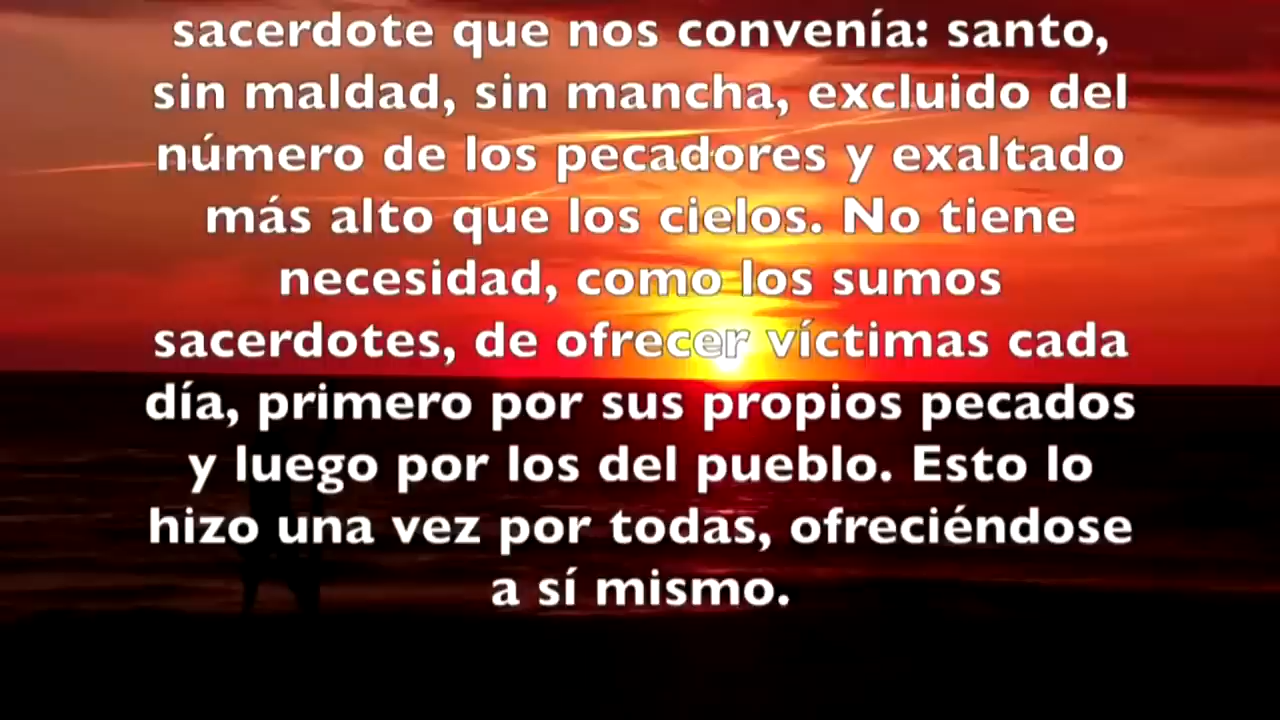 sacerdote que nos convenía: santo,
sin maldad, sin mancha, excluido del
número de los pecadores y exaltado
más alto que los cielos. No tiene
necesidad, como los sumos
sacerdotes, de ofrecer víctimas cada
día, primero por sus propios pecados
y luego por los del pueblo. Esto lo
hizo una vez por todas, ofreciéndose
a sí mismo.